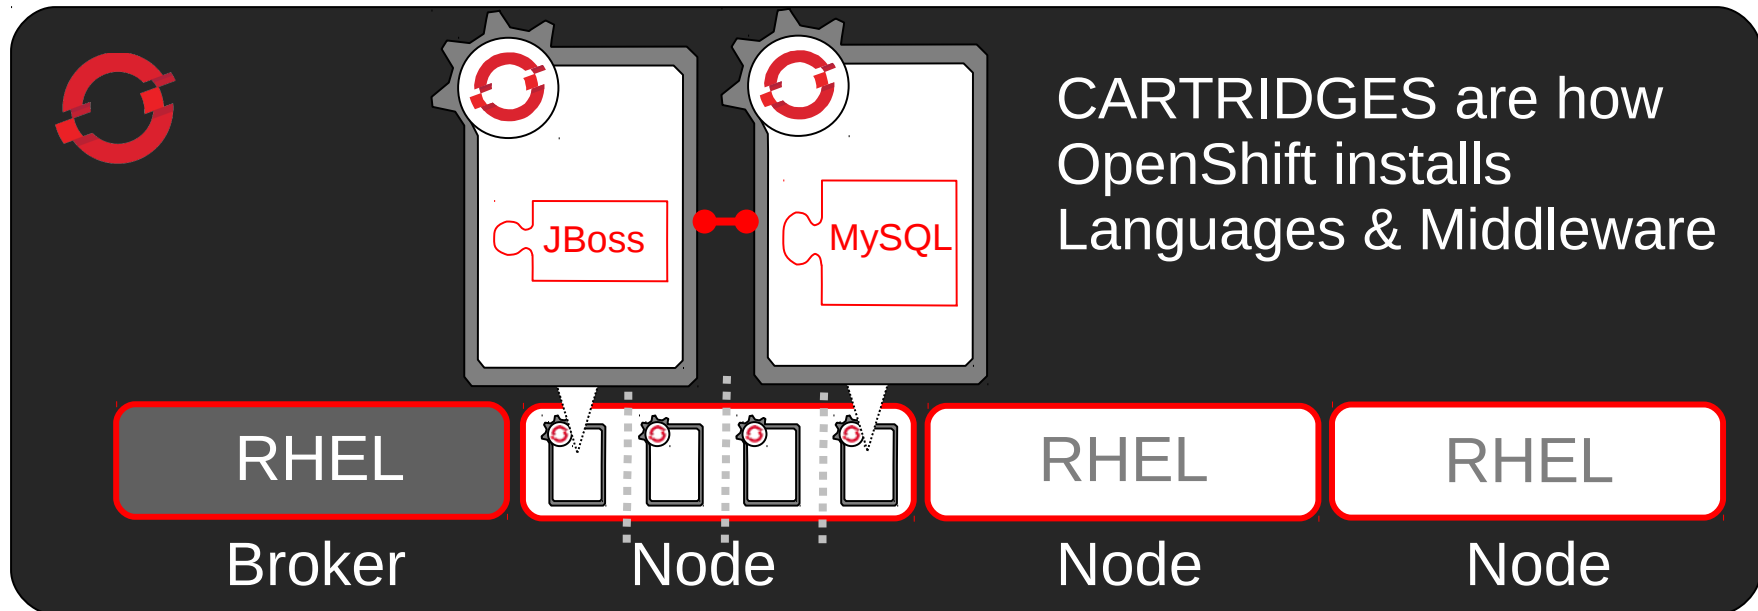 CARTRIDGES are how
OpenShift installs
Languages & Middleware
JBoss
MySQL
RHEL
RHEL
RHEL
Broker
Node
Node
Node